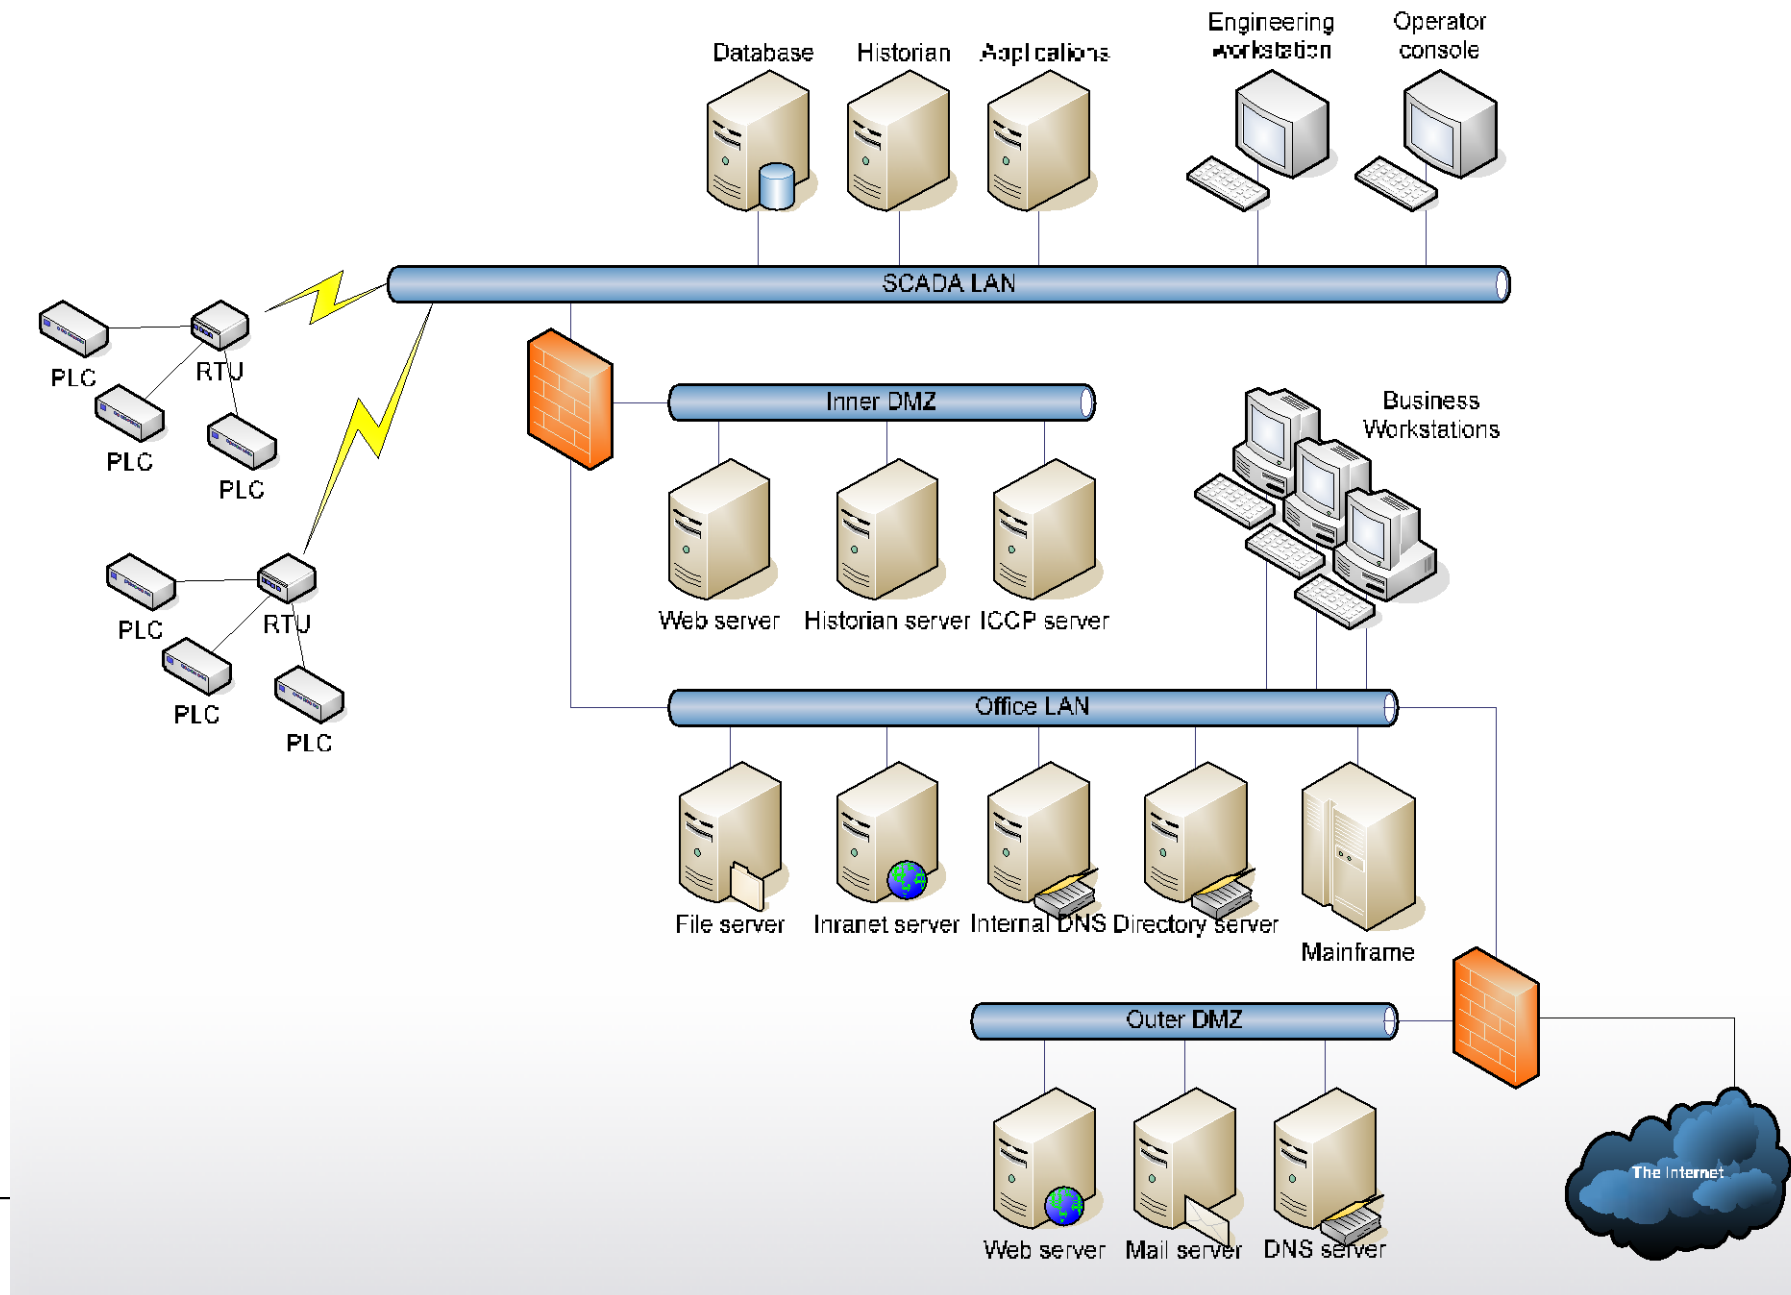 Engineering
workstation
Operator
console
Database
Historian
Applications
SCADA LAN
PLC
RTU
PLC
PLC
Inner DMZ
Business
Workstations
Web server
Historian server
ICCP server
PLC
RTU
PLC
PLC
Office LAN
File server
Inranet server
Internal DNS
Directory server
Mainframe
Outer DMZ
The Internet
Web server
Mail server
DNS server